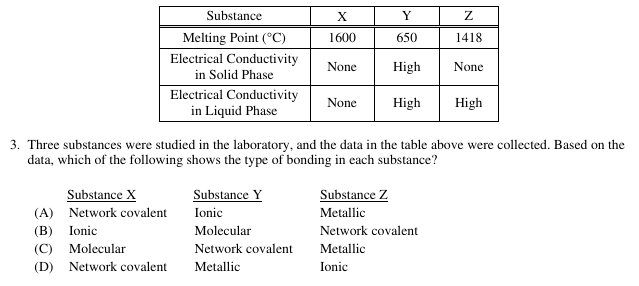 Substance X Y Z
Melting Point (°C) 1600 650 1418
Electrical Conductivity
in Solid Phase None High None
Electrical Conductivity
in Liquid Phase None High High
3. Three substances were studied in the laboratory, and the data in the table above were collected. Based on the
data, which of the following shows the type of bonding in each substance?
Substance X Substance Y Substance Z
(A) Network covalent Ionic Metallic
(B) Ionic Molecular Network covalent
(C) Molecular Network covalent Metallic
(D) Network covalent Metallic Ionic